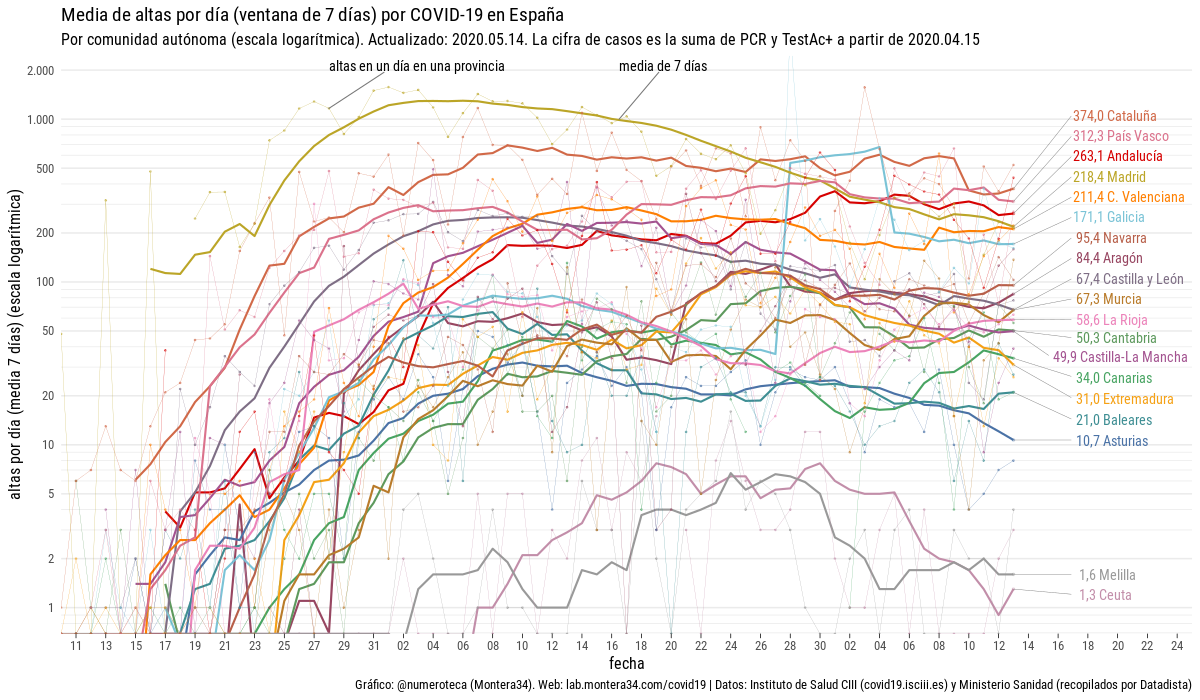 Media de altas por día (ventana de 7 días) por COVID-19 en España
Por comunidad autónoma (escala logarítmica). Actualizado: 2020.05.14. La cifra de casos es la suma de PCR y TestAc+ a partir de 2020.04.15
altas en un día en una provincia
media de 7 días
altas por día (media 7 días) (escala logarítmica)
2.000
1.000
500
200
100
50
20
10
5
2
1
374,0 Cataluña
312,3 País Vasco
263,1 Andalucía
218,4 Madrid
211,4 C. Valenciana
171,1 Galicia
95,4 Navarra
84,4 Aragón
67,4 Castilla y León
67,3 Murcia
58,6 La Rioja
50,3 Cantabria
49,9 Castilla-La Mancha
34,0 Canarias
31,0 Extremadura
21,0 Baleares
10,7 Asturias
1,6 Melilla
1,3 Ceuta
11 13 15 17 19 21 23 25 27 29 31 02 04 06 08 10 12 14 16 18 20 22 24 26 28 30 02 04 06 08 10 12 14 16 18 20 22 24
fecha
Gráfico: @numeroteca (Montera34). Web: lab.montera34.com/covid19 | Datos: Instituto de Salud CIII (covid19.isciii.es) y Ministerio Sanidad (recopilados por Datadista)